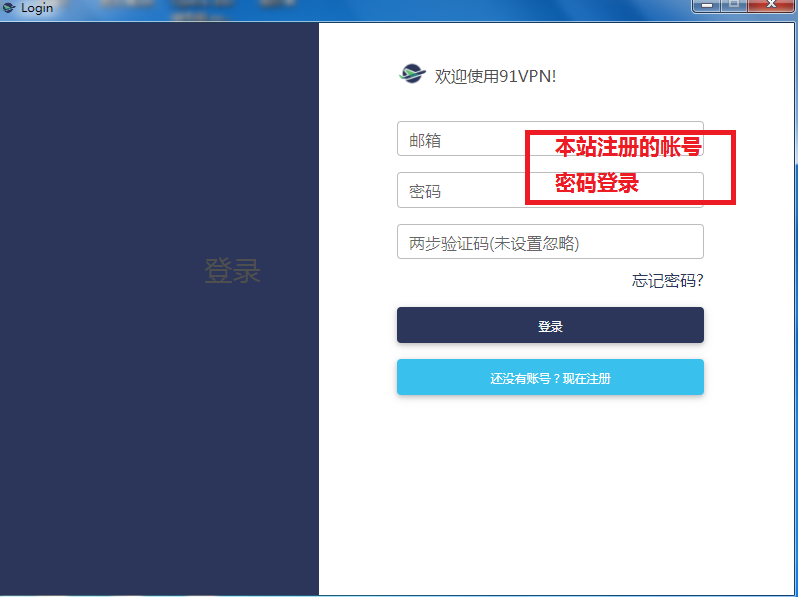 Login
欢迎使用91VPN!
邮箱
本站注册的帐号
密码
密码登录
两步验证码(未设置忽略)
登录
忘记密码?
登录
还没有账号？现在注册